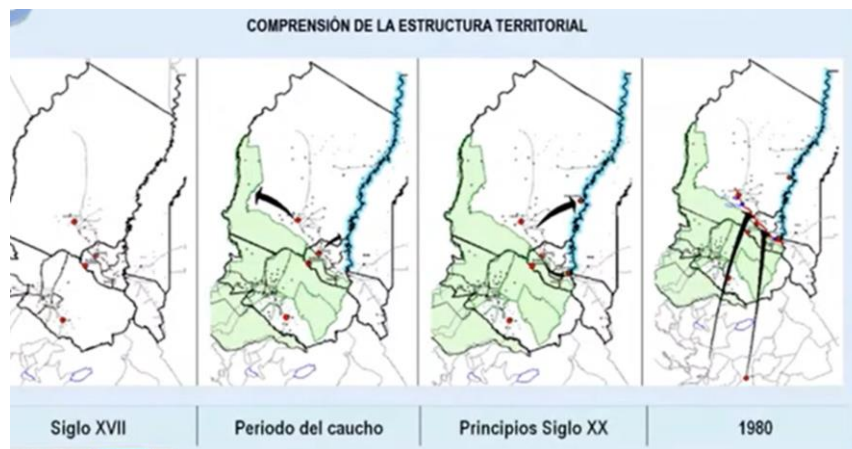 COMPRENSIÓN DE LA ESTRUCTURA TERRITORIAL
Siglo XVII
Periodo del caucho
Principios Siglo XX
1980